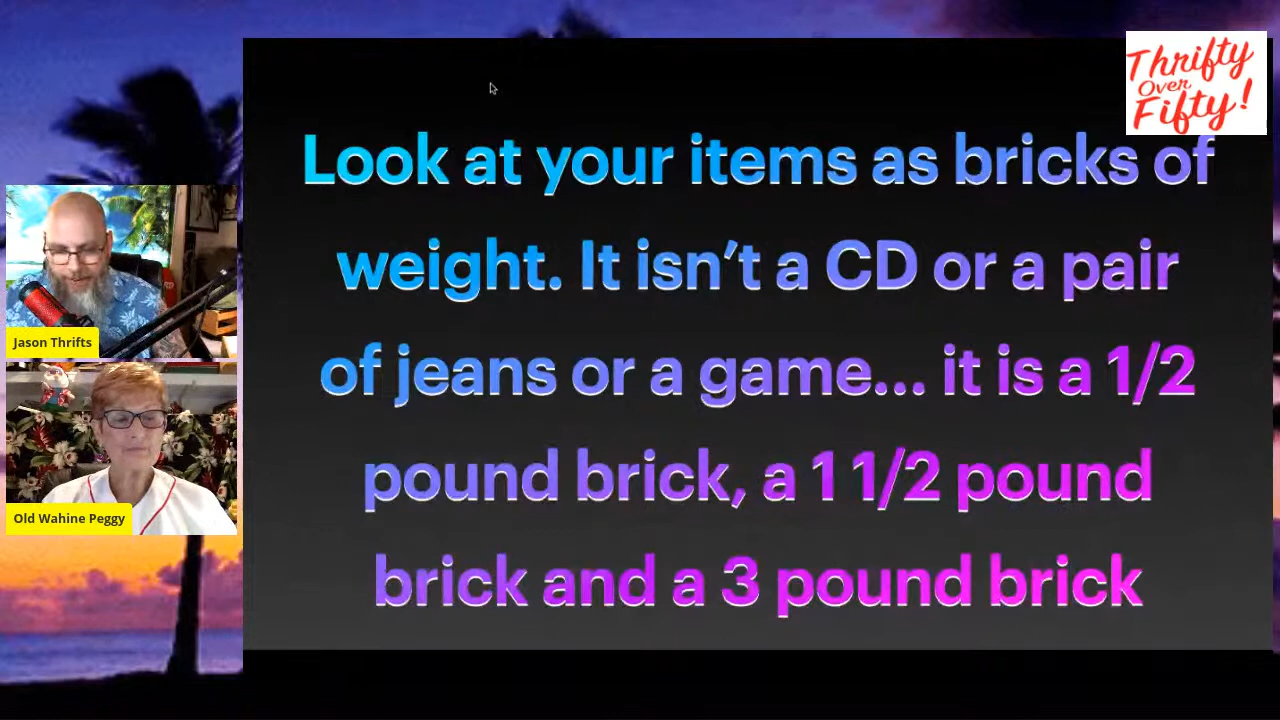 Thrifty
Over
Fifty!
Look at your items as bricks of
weight. It isn’t a CD or a pair
of jeans or a game... it is a 1/2
pound brick, a 1 1/2 pound
brick and a 3 pound brick
Jason Thrifts
Old Wahine Peggy